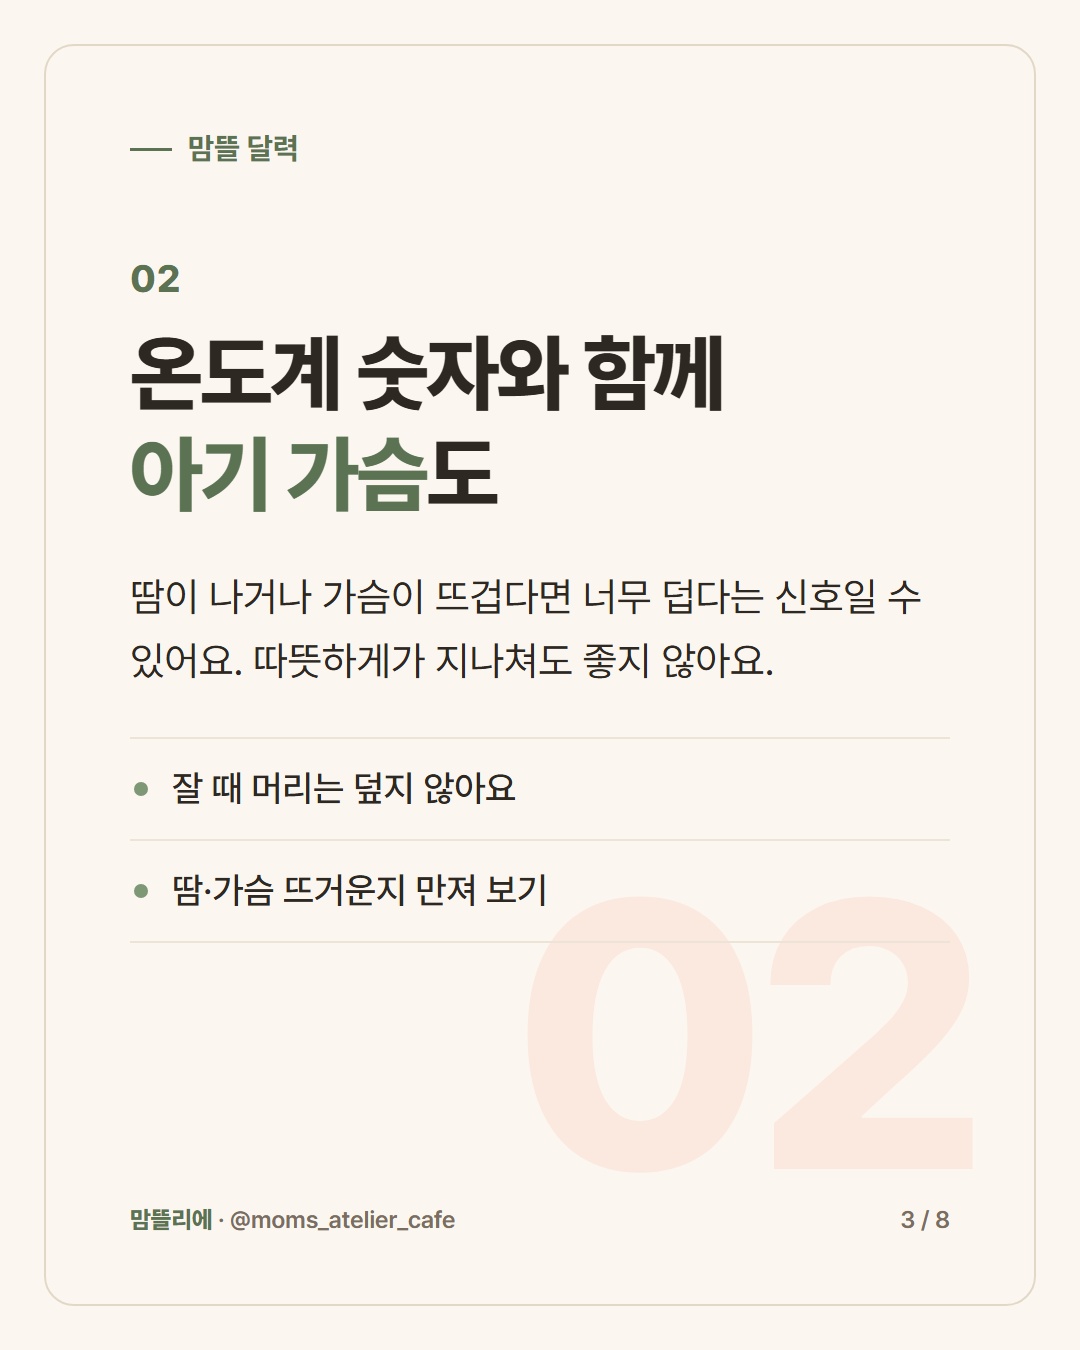 맘뜰 달력
02
온도계 숫자와 함께
아기 가슴도
땀이 나거나 가슴이 뜨겁다면 너무 덥다는 신호일 수
있어요. 따뜻하게가 지나쳐도 좋지 않아요.
잘 때 머리는 덮지 않아요
땀·가슴 뜨거운지 만져 보기
02
맘뜰리에 · @moms_atelier_cafe
3 / 8